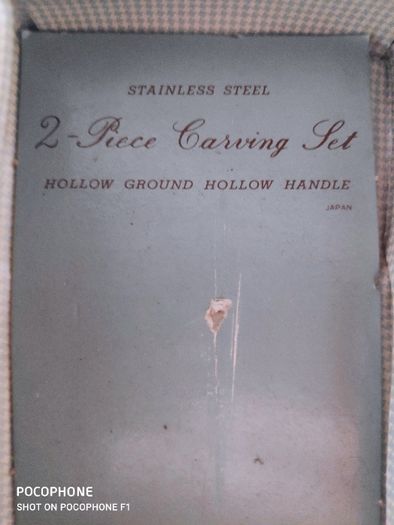 STAINLESS STEEL
2-Piece Carving Set
HOLLOW GROUND HOLLOW HANDLE
JAPAN
POCOPHONE
SHOT ON POCOPHONE F1